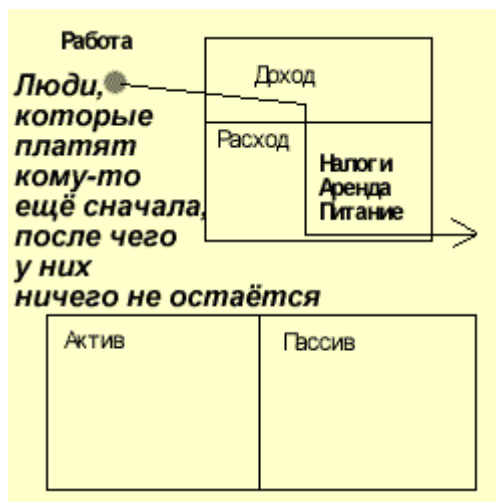 Работа
Люди,
которые
платят
кому-то
ещё сначала,
после чего
у них
ничего не остаётся
Доход
Расход
Налоги
Аренда
Питание
Актив
Пассив